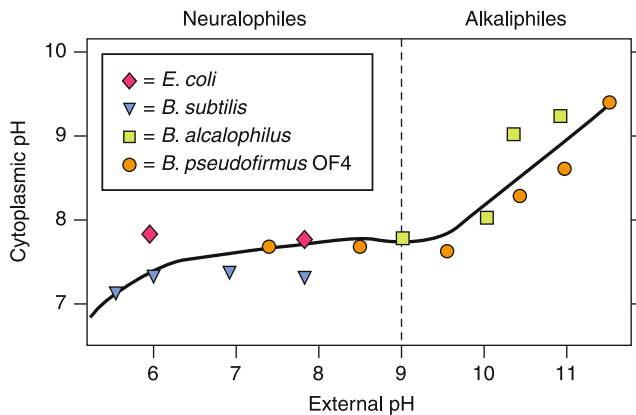 Neuralophiles
Alkaliphiles
10
= E. coli
= B. subtilis
9
= B. alcalophilus
= B. pseudofirmus OF4
Cytoplasmic pH
8
7
6 7 8 9 10 11
External pH